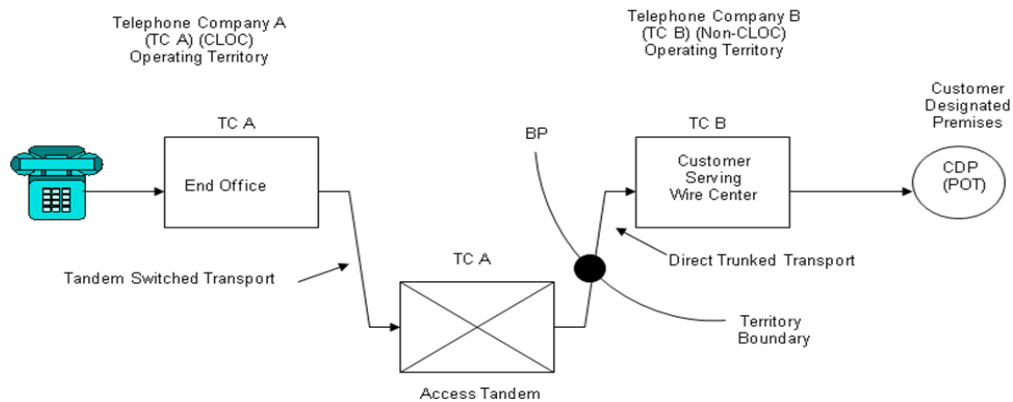 Telephone Company A
(TC A) (CLOC)
Operating Territory
Telephone Company B
(TC B) (Non-CLOC)
Operating Territory
Customer
Designated
Premises
TC A
End Office
BP
TC B
Customer
Serving
Wire Center
CDP
(POT)
Tandem Switched Transport
TC A
Direct Trunked Transport
Territory
Boundary
Access Tandem